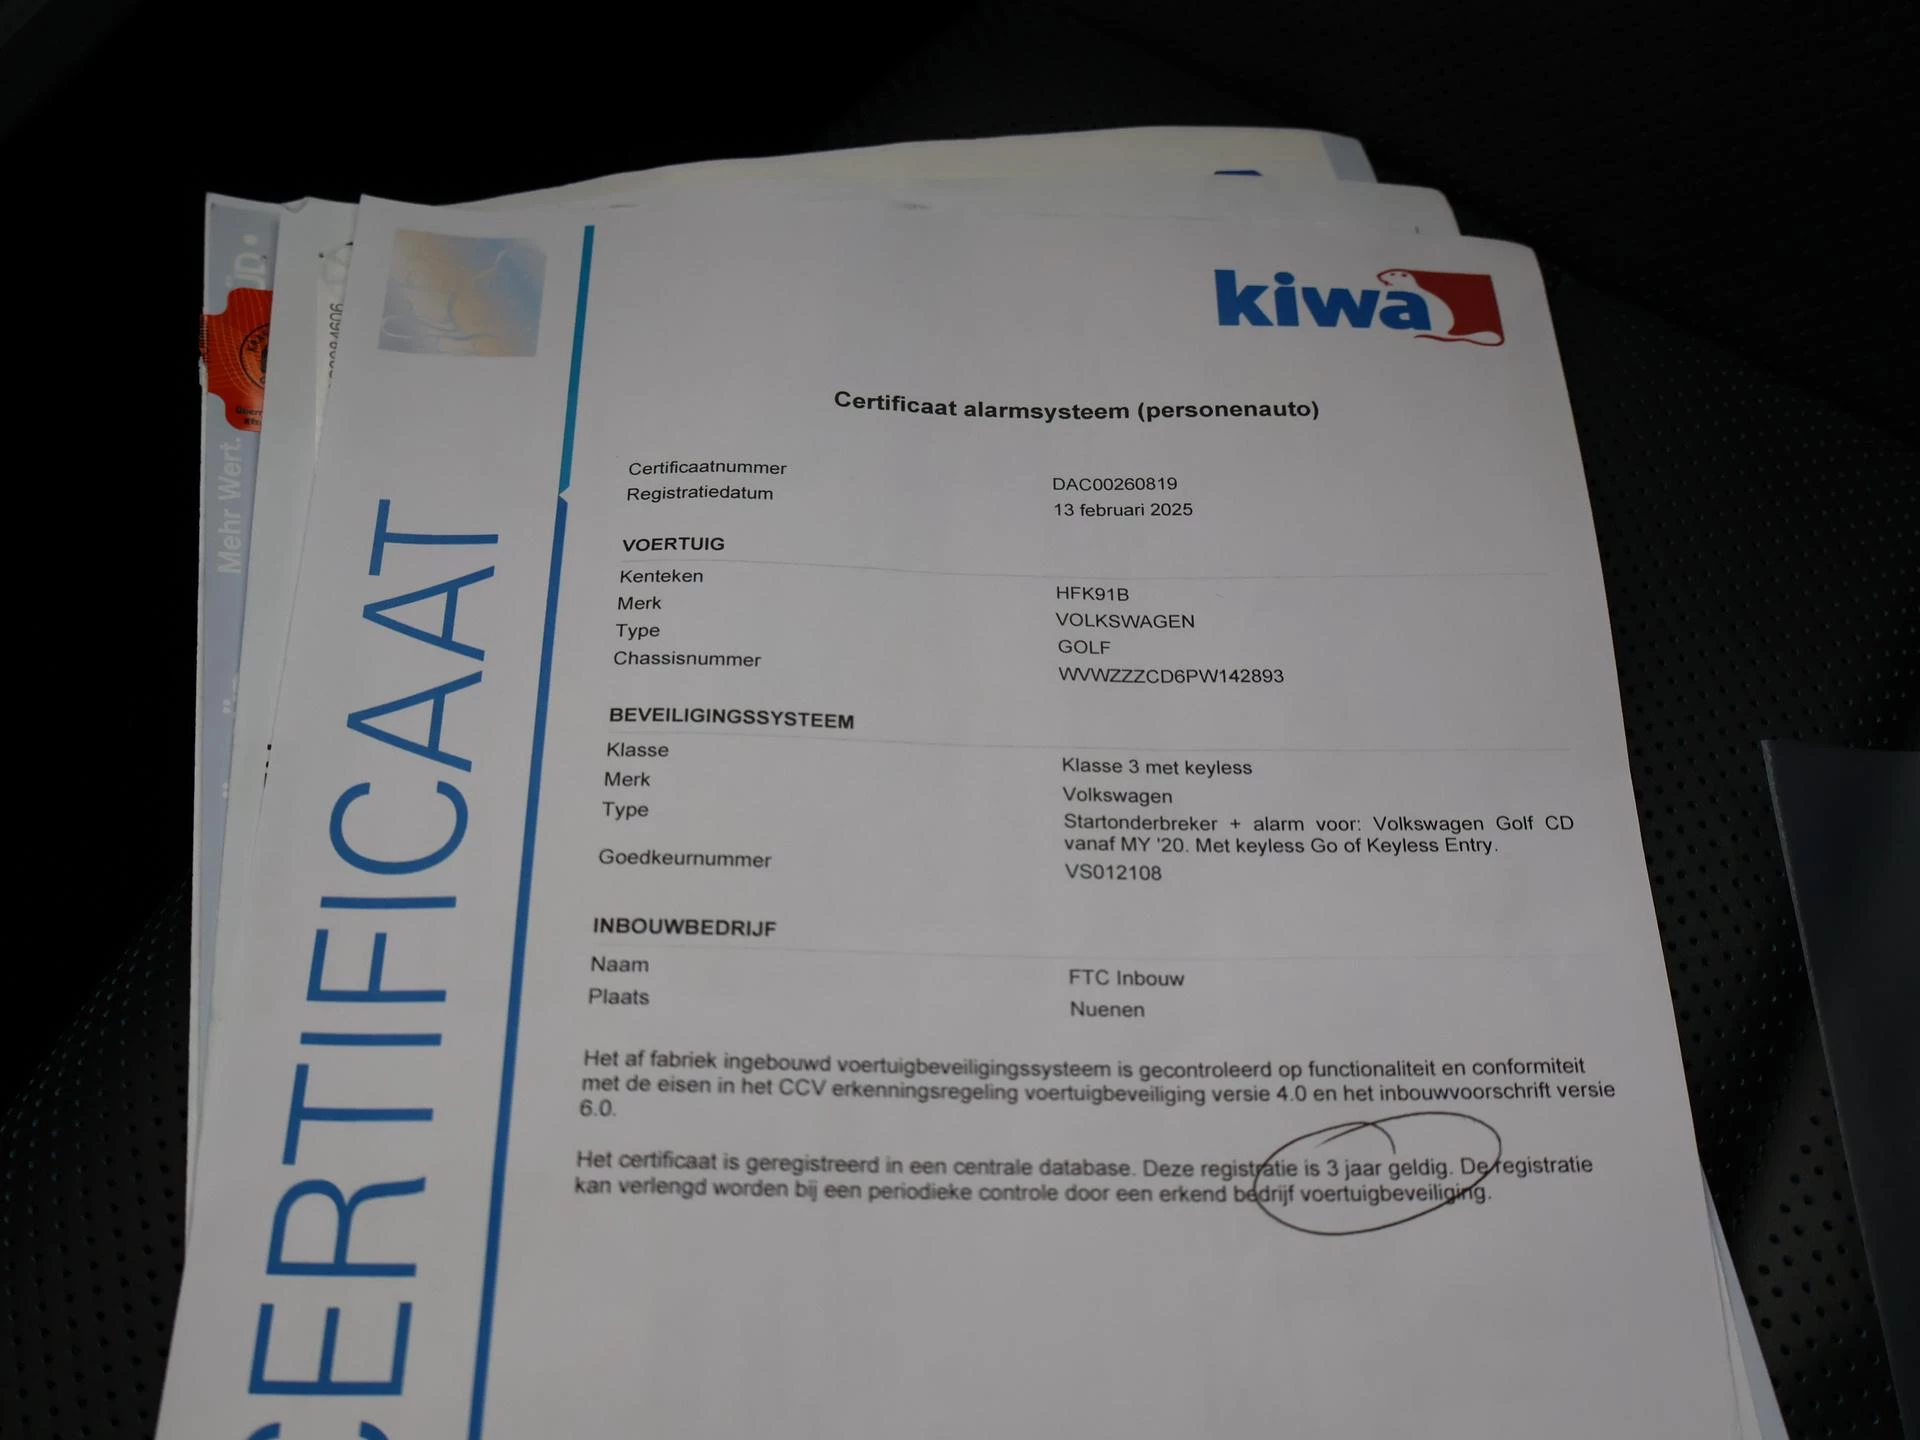 kiwa
Certificaat alarmsysteem (personenauto)
Certificaatnummer DAC00260819
Registratiedatum 13 februari 2025
VOERTUIG
Kenteken HFK91B
Merk VOLKSWAGEN
Type GOLF
Chassisnummer WVWZZZCD6PW142893
BEVEILIGINGSSYSTEEM
Klasse Klasse 3 met keyless
Merk Volkswagen
Type Startonderbreker + alarm voor: Volkswagen Golf CD
vanaf MY '20. Met keyless Go of Keyless Entry.
Goedkeurnummer VS012108
INBOUWBEDRIJF
Naam FTC Inbouw
Plaats Nuenen
Het af fabriek ingebouwd voertuigbeveiligingssysteem is gecontroleerd op functionaliteit en conformiteit
met de eisen in het CCV erkenningsregeling voertuigbeveiliging versie 4.0 en het inbouwvoorschrift versie
6.0.
Het certificaat is geregistreerd in een centrale database. Deze registratie is 3 jaar geldig. De registratie
kan verlengd worden bij een periodieke controle door een erkend bedrijf voertuigbeveiliging.
CERTIFICAAT
Mehr Wert.